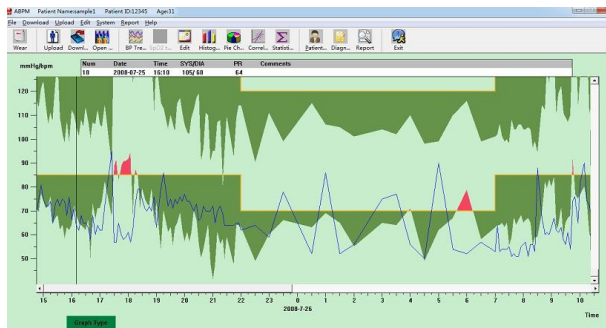 ABPM Patient Name:sample1 Patient ID:12345 Age:31
File Download Upload Edit System Report Help
Wear Upload Downl... Open ... BP Tre... SpO2 t... Edit Histog... Pie Ch... Correl... Statisti... Patient... Diagn... Report Exit
mmHg/bpm
Num Date Time SYS/DIA PR Comments
10 2008-07-25 16:10 105/ 60 64
120
110
100
90
80
70
60
50
15 16 17 18 19 20 21 22 23 0 1 2 3 4 5 6 7 8 9 10
2008-7-26
Time
Graph Type